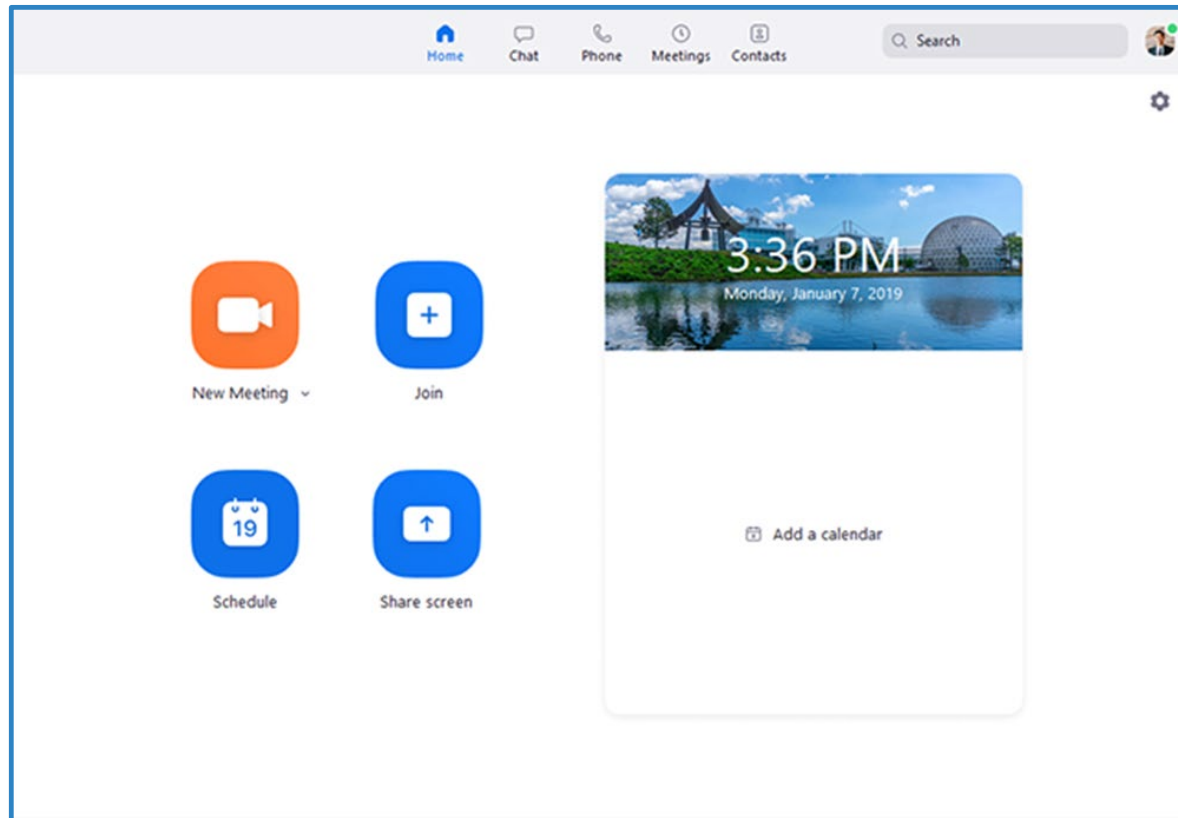 Home Chat Phone Meetings Contacts Search
3:36 PM
Monday, January 7, 2019
New Meeting Join
19
Schedule Share screen
Add a calendar